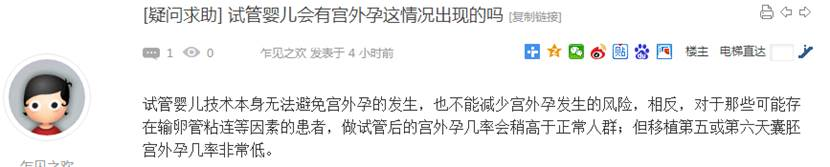 [疑问求助] 试管婴儿会有宫外孕这情况出现的吗 [复制链接]
1 0 乍见之欢 发表于 4 小时前 楼主 电梯直达
试管婴儿技术本身无法避免宫外孕的发生，也不能减少宫外孕发生的风险，相反，对于那些可能存
在输卵管粘连等因素的患者，做试管后的宫外孕几率会稍高于正常人群；但移植第五或第六天囊胚
宫外孕几率非常低。
乍见之欢